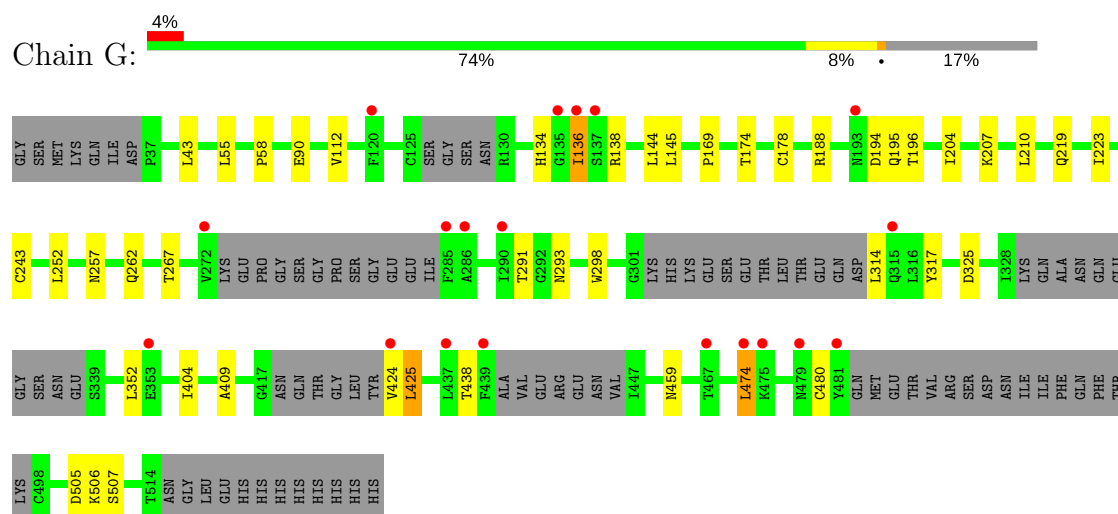 4%
Chain G:
74% 8% • 17%
GLY SER MET LYS GLN ILE ASP P37 L43 L55 P58 E90 V112 F120 C125 SER GLY SER ASN R130 H134 G135 I136 S137 R138 L144 L145 P169 T174 C178 R188 N193 D194 Q195 T196 I204 K207 L210 Q219 I223
C243 L252 N257 Q262 T267 V272 LYS GLU PRO GLY SER GLY PRO SER GLY GLU GLU ILE F285 A286 I290 T291 G292 N293 W298 G301 LYS HIS LYS GLU SER GLU THR LEU THR GLU GLN ASP L314 Q315 L316 Y317 D325 I328 LYS GLN ALA ASN GLN GLU
GLY SER ASN GLU S339 L352 E353 I404 A409 G417 ASN GLN THR GLY LEU TYR V424 L425 L437 T438 F439 ALA VAL GLU ARG GLU ASN VAL I447 N459 T467 L474 K475 N479 C480 Y481 GLN MET GLU THR VAL ARG SER ASP ASN ILE ILE PHE GLN PHE THR
LYS C498 D505 K506 S507 T514 ASN GLY LEU GLU HIS HIS HIS HIS HIS HIS HIS HIS